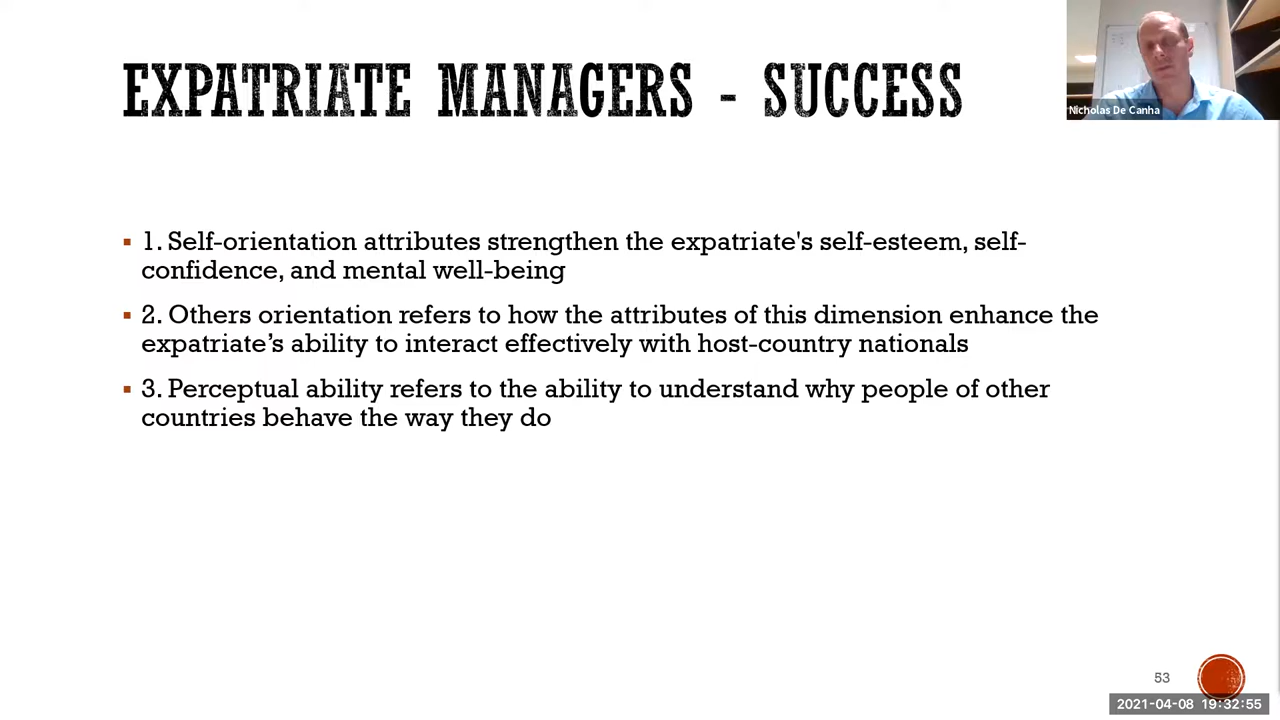 EXPATRIATE MANAGERS - SUCCESS
Nicholas De Canha
▪ 1. Self-orientation attributes strengthen the expatriate's self-esteem, self-
confidence, and mental well-being
▪ 2. Others orientation refers to how the attributes of this dimension enhance the
expatriate’s ability to interact effectively with host-country nationals
▪ 3. Perceptual ability refers to the ability to understand why people of other
countries behave the way they do
53
2021-04-08 19:32:55